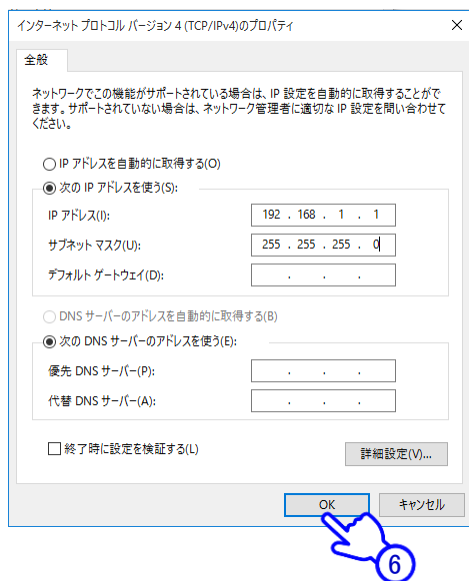 インターネット プロトコル バージョン 4 (TCP/IPv4)のプロパティ
全般
ネットワークでこの機能がサポートされている場合は、IP 設定を自動的に取得することがで
きます。サポートされていない場合は、ネットワーク管理者に適切な IP 設定を問い合わせて
ください。
IP アドレスを自動的に取得する(O)
次の IP アドレスを使う(S):
IP アドレス(I): 192 . 168 . 1 . 1
サブネット マスク(U): 255 . 255 . 255 . 0
デフォルト ゲートウェイ(D): . . .
DNS サーバーのアドレスを自動的に取得する(B)
次の DNS サーバーのアドレスを使う(E):
優先 DNS サーバー(P): . . .
代替 DNS サーバー(A): . . .
終了時に設定を検証する(L)
詳細設定(V)...
OK キャンセル
6